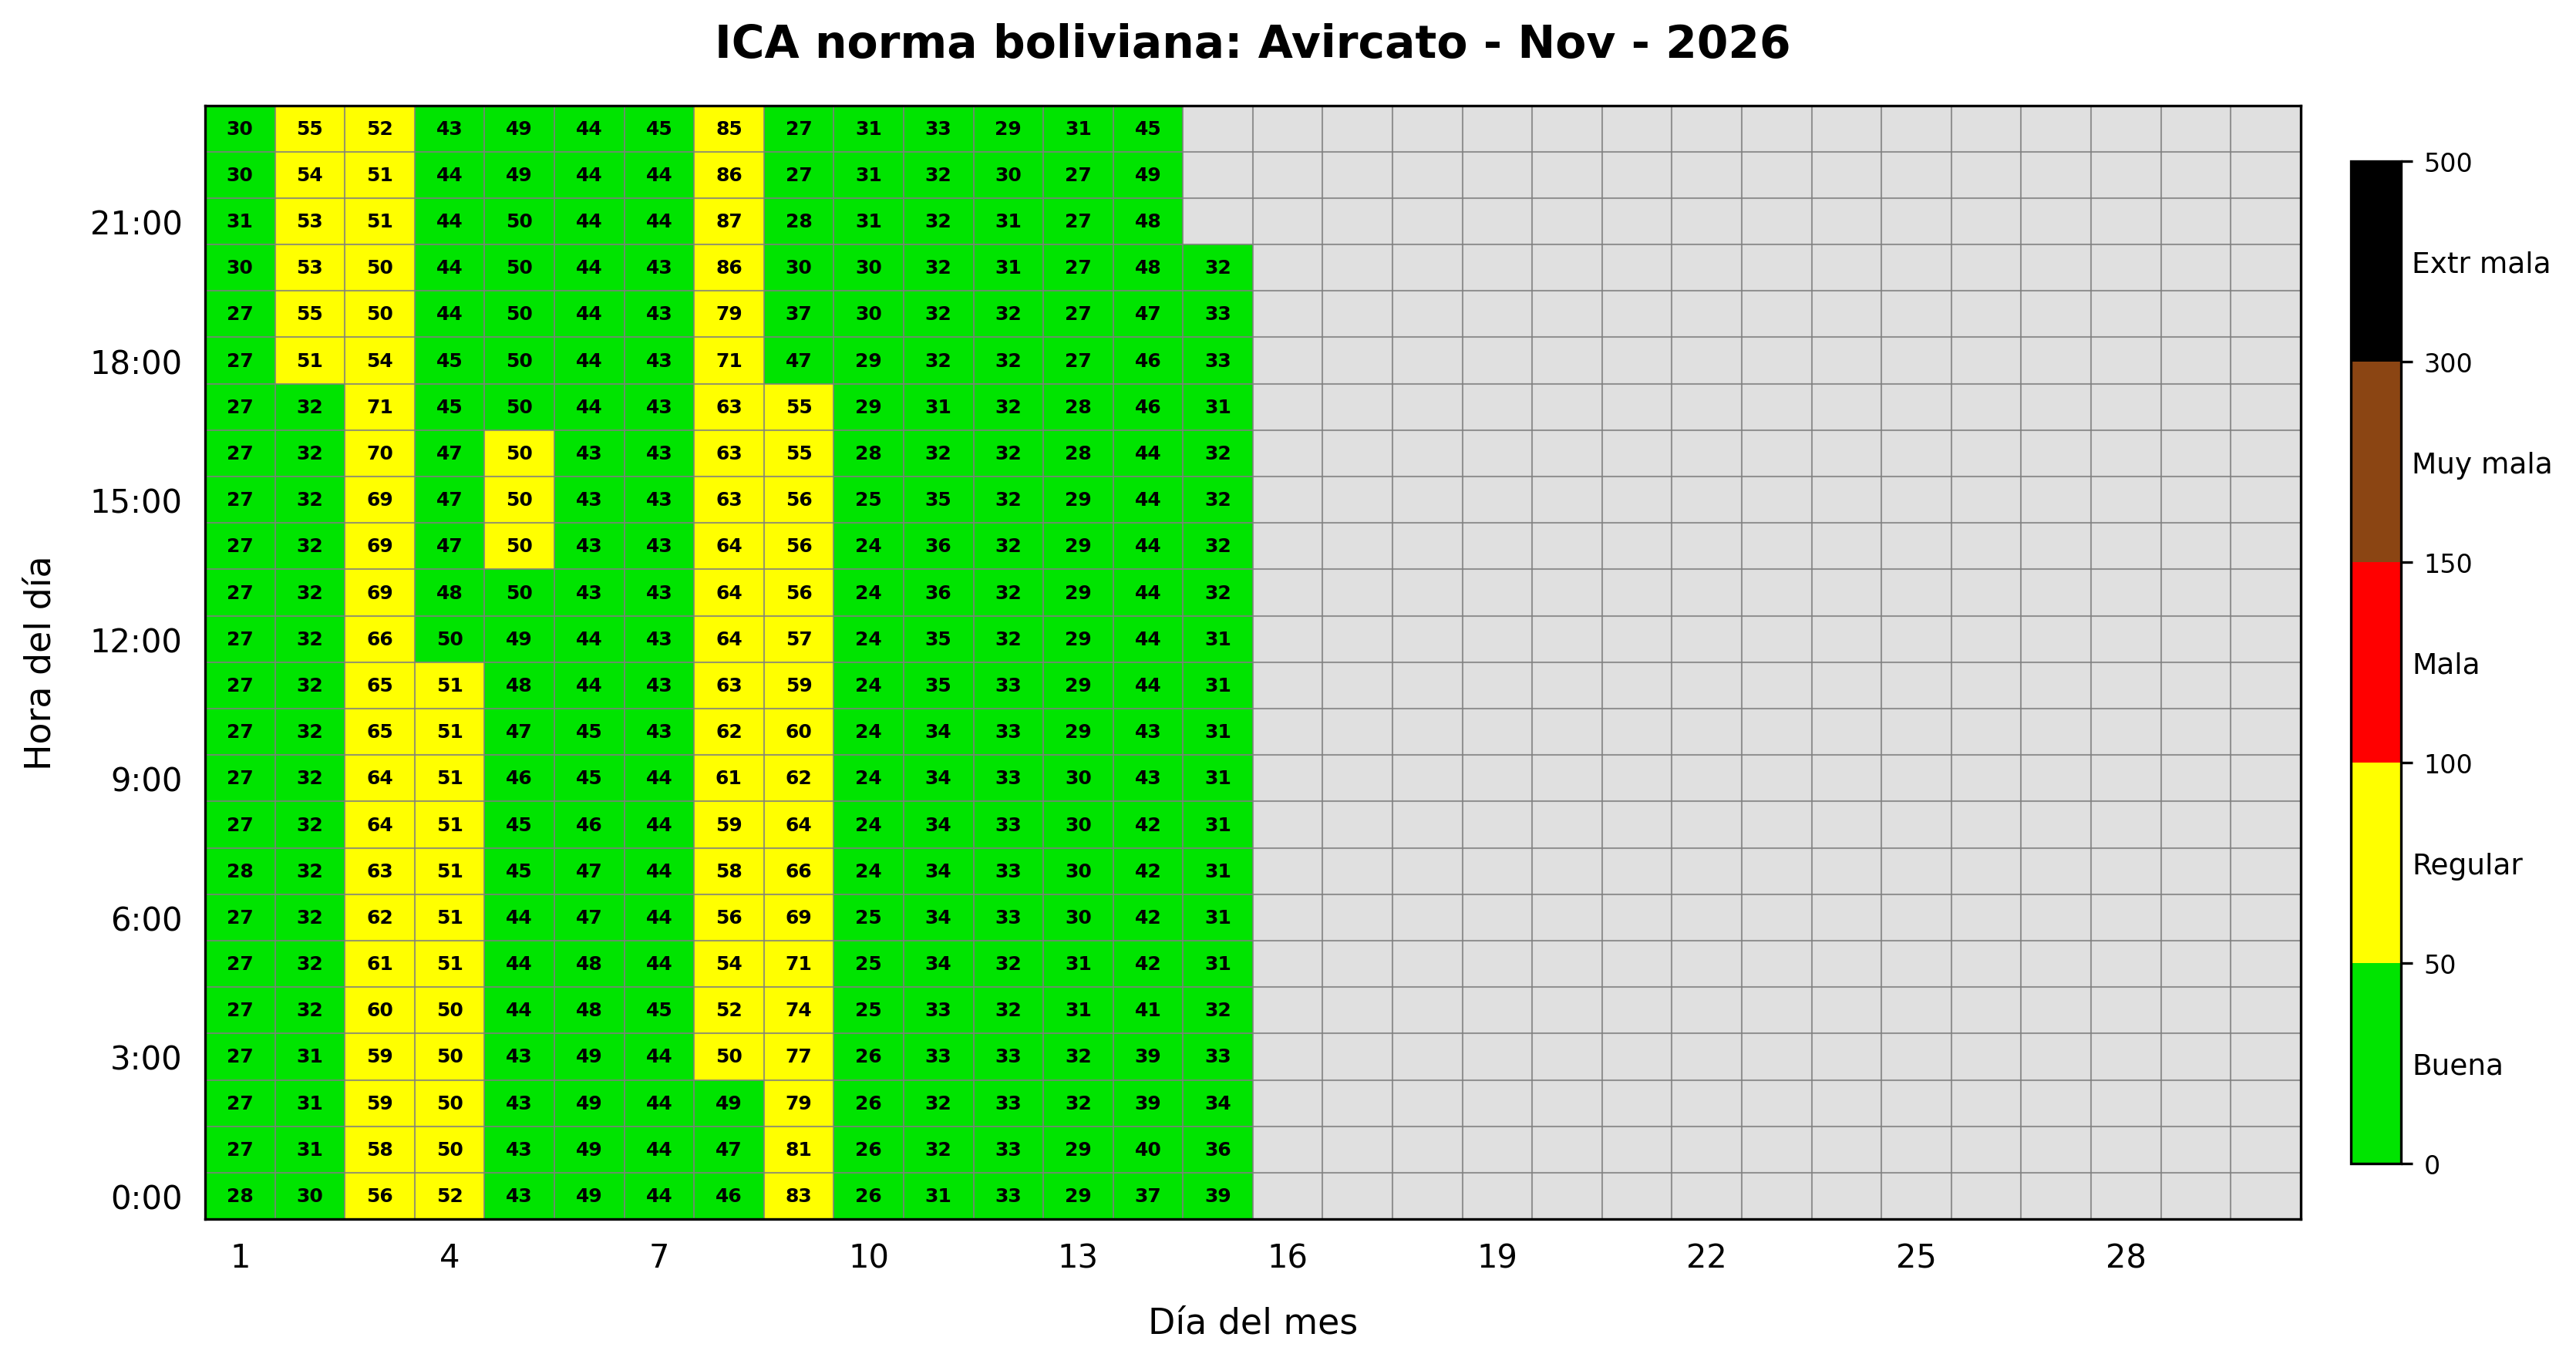 ICA norma boliviana: Avircato - Nov - 2026
30 55 52 43 49 44 45 85 27 31 33 29 31 45
30 54 51 44 49 44 44 86 27 31 32 30 27 49
21:00 31 53 51 44 50 44 44 87 28 31 32 31 27 48
30 53 50 44 50 44 43 86 30 30 32 31 27 48 32
27 55 50 44 50 44 43 79 37 30 32 32 27 47 33
18:00 27 51 54 45 50 44 43 71 47 29 32 32 27 46 33
27 32 71 45 50 44 43 63 55 29 31 32 28 46 31
27 32 70 47 50 43 43 63 55 28 32 32 28 44 32
15:00 27 32 69 47 50 43 43 63 56 25 35 32 29 44 32
27 32 69 47 50 43 43 64 56 24 36 32 29 44 32
27 32 69 48 50 43 43 64 56 24 36 32 29 44 32
12:00 27 32 66 50 49 44 43 64 57 24 35 32 29 44 31
27 32 65 51 48 44 43 63 59 24 35 33 29 44 31
27 32 65 51 47 45 43 62 60 24 34 33 29 43 31
9:00 27 32 64 51 46 45 44 61 62 24 34 33 30 43 31
27 32 64 51 45 46 44 59 64 24 34 33 30 42 31
28 32 63 51 45 47 44 58 66 24 34 33 30 42 31
6:00 27 32 62 51 44 47 44 56 69 25 34 33 30 42 31
27 32 61 51 44 48 44 54 71 25 34 32 31 42 31
27 32 60 50 44 48 45 52 74 25 33 32 31 41 32
3:00 27 31 59 50 43 49 44 50 77 26 33 33 32 39 33
27 31 59 50 43 49 44 49 79 26 32 33 32 39 34
27 31 58 50 43 49 44 47 81 26 32 33 29 40 36
0:00 28 30 56 52 43 49 44 46 83 26 31 33 29 37 39
1 4 7 10 13 16 19 22 25 28
Día del mes
Hora del día
500
Extr mala
300
Muy mala
150
Mala
100
Regular
50
Buena
0